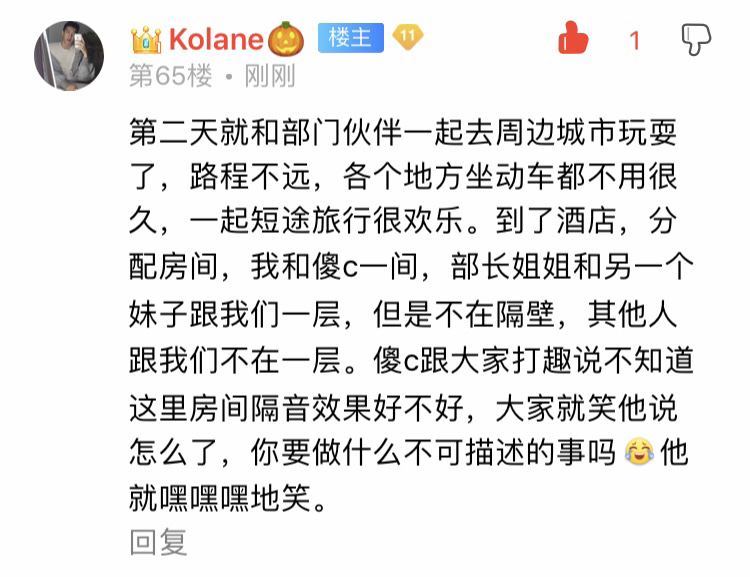 Kolane🎃 楼主 11 1
第65楼 • 刚刚
第二天就和部门伙伴一起去周边城市玩耍
了，路程不远，各个地方坐动车都不用很
久，一起短途旅行很欢乐。到了酒店，分
配房间，我和傻c一间，部长姐姐和另一个
妹子跟我们一层，但是不在隔壁，其他人
跟我们不在一层。傻c跟大家打趣说不知道
这里房间隔音效果好不好，大家就笑他说
怎么了，你要做什么不可描述的事吗😂他
就嘿嘿嘿地笑。
回复